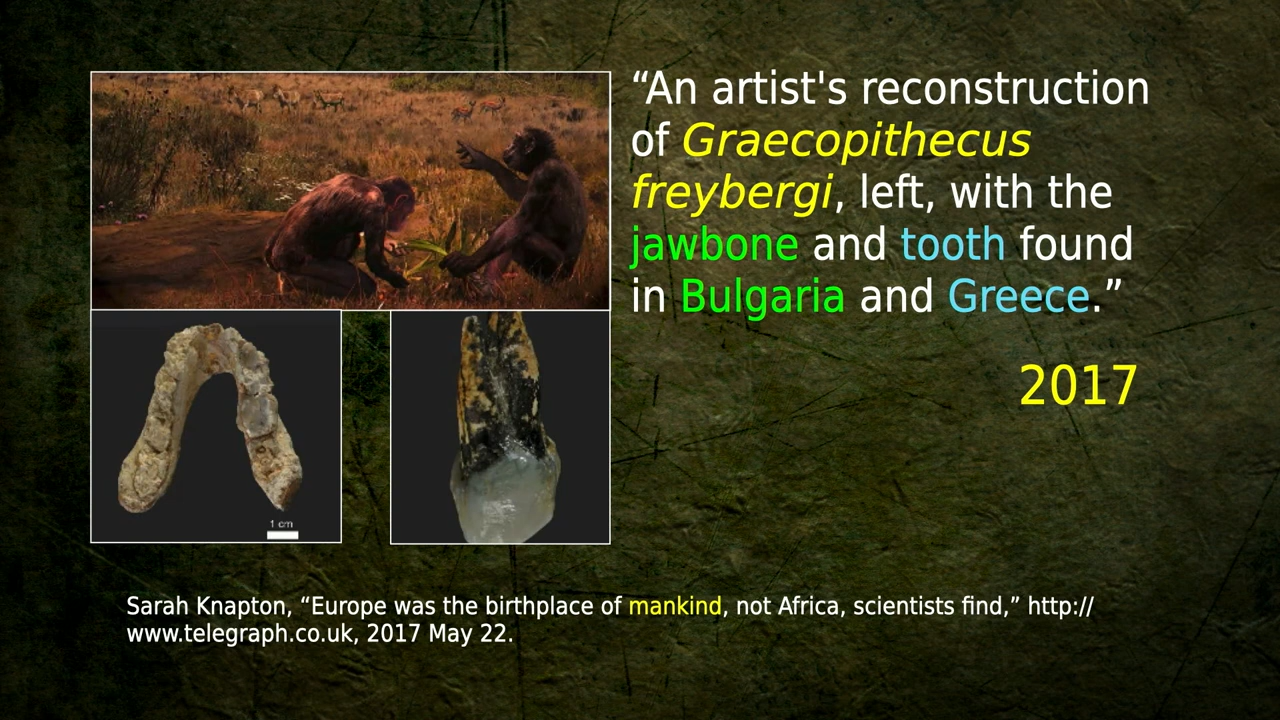 “An artist's reconstruction
of Graecopithecus
freybergi, left, with the
jawbone and tooth found
in Bulgaria and Greece.”
2017
1 cm
Sarah Knapton, “Europe was the birthplace of mankind, not Africa, scientists find,” http://
www.telegraph.co.uk, 2017 May 22.